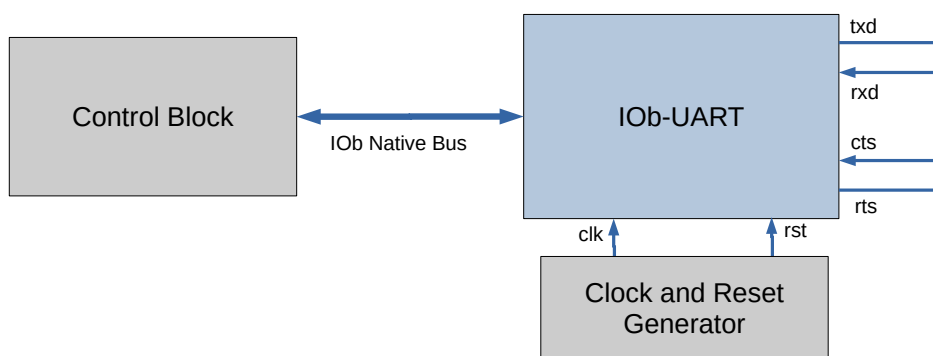 txd
Control Block
IOb-UART
rxd
IOb Native Bus
cts
rts
clk
rst
Clock and Reset
Generator